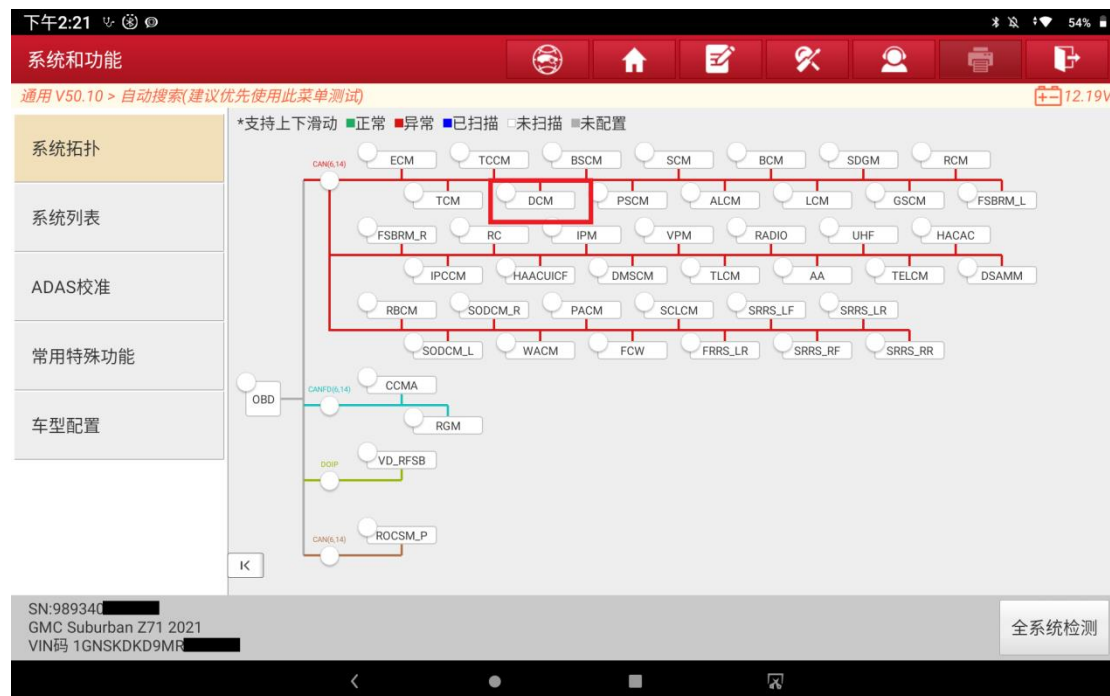 下午2:21
54%
系统和功能
通用 V50.10 > 自动搜索(建议优先使用此菜单测试)
12.19V
系统拓扑
系统列表
ADAS校准
常用特殊功能
车型配置
*支持上下滑动 正常 异常 已扫描 未扫描 未配置
CAN(6,14)
ECM TCCM BSCM SCM BCM SDGM RCM
TCM DCM PSCM ALCM LCM GSCM FSBRM_L
FSBRM_R RC IPM VPM RADIO UHF HACAC
IPCCM HAACUICF DMSCM TLCM AA TELCM DSAMM
RBCM SODCM_R PACM SCLCM SRRS_LF SRRS_LR
SODCM_L WACM FCW FRRS_LR SRRS_RF SRRS_RR
OBD
CANFD(6,14)
CCMA
RGM
DOIP
VD_RFSB
CAN(6,14)
ROCSM_P
SN:989340
GMC Suburban Z71 2021
VIN码 1GNSKDKD9MR
全系统检测